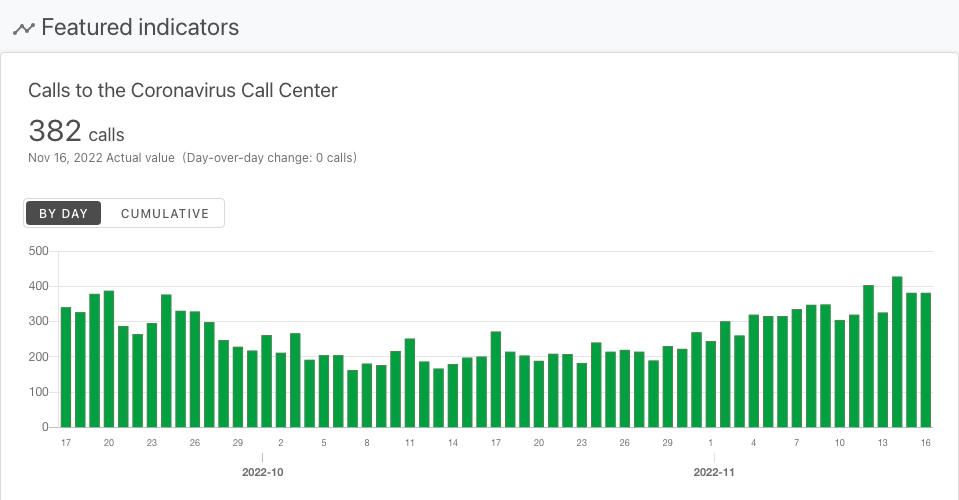 Featured indicators
Calls to the Coronavirus Call Center
382 calls
Nov 16, 2022 Actual value (Day-over-day change: 0 calls)
BY DAY CUMULATIVE
500
400
300
200
100
0
17 20 23 26 29 2 5 8 11 14 17 20 23 26 29 1 4 7 10 13 16
2022-10 2022-11